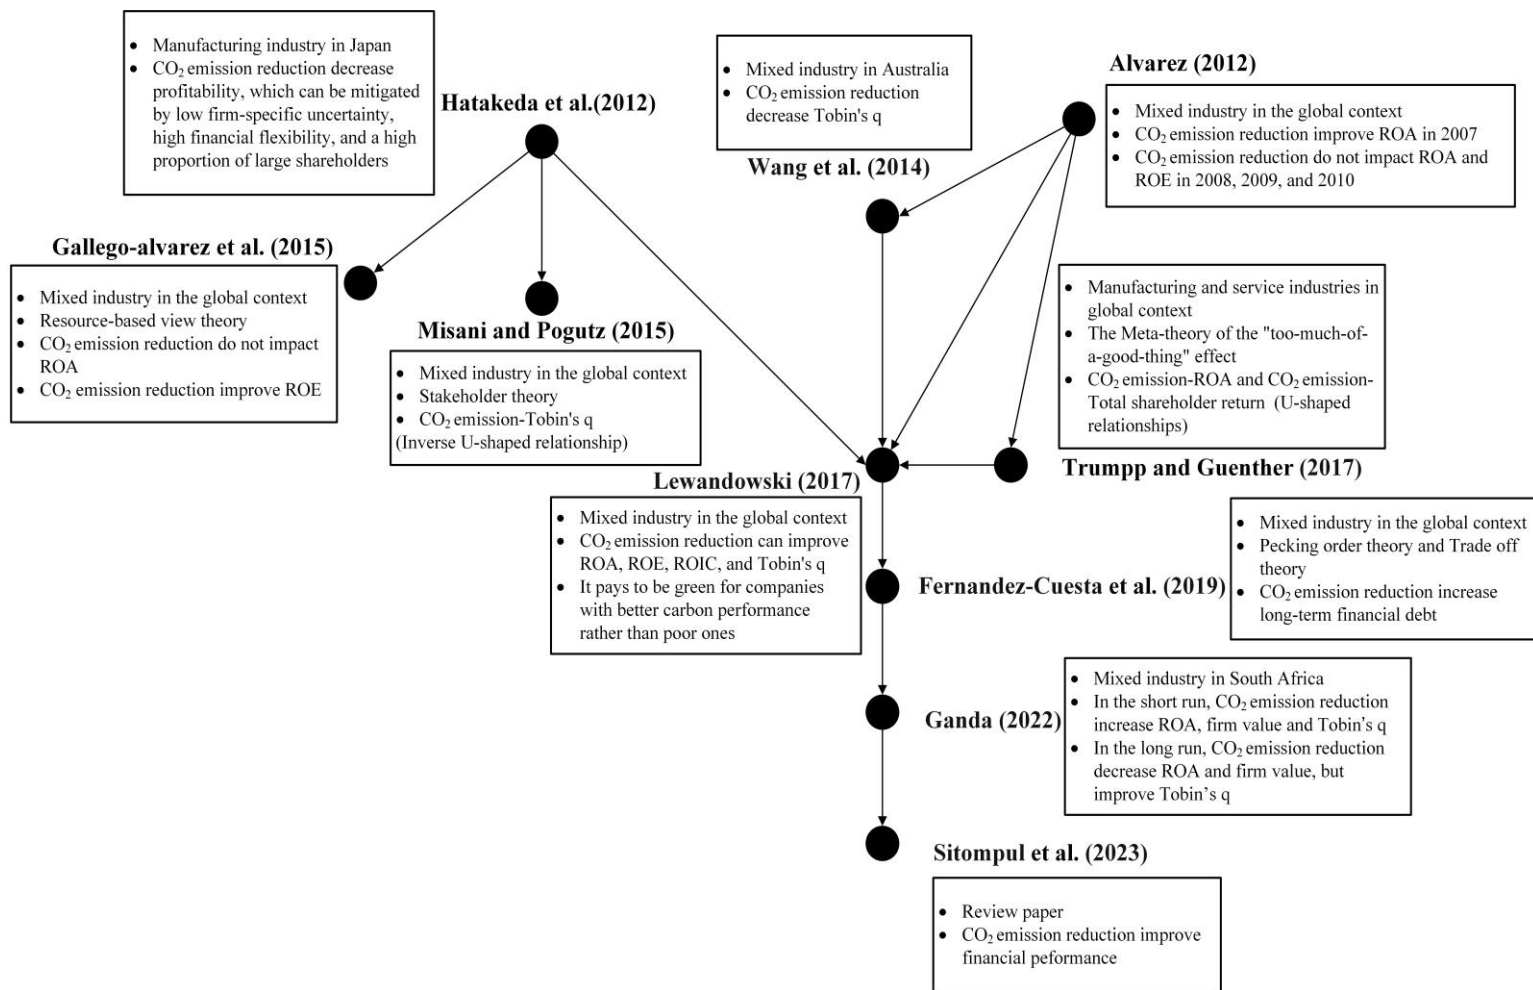 • Manufacturing industry in Japan
• CO₂ emission reduction decrease
profitability, which can be mitigated
by low firm-specific uncertainty,
high financial flexibility, and a high
proportion of large shareholders
Hatakeda et al.(2012)
• Mixed industry in Australia
• CO₂ emission reduction
decrease Tobin's q
Wang et al. (2014)
Alvarez (2012)
• Mixed industry in the global context
• CO₂ emission reduction improve ROA in 2007
• CO₂ emission reduction do not impact ROA and
ROE in 2008, 2009, and 2010
Gallego-alvarez et al. (2015)
• Mixed industry in the global context
• Resource-based view theory
• CO₂ emission reduction do not impact
ROA
• CO₂ emission reduction improve ROE
Misani and Pogutz (2015)
• Mixed industry in the global context
• Stakeholder theory
• CO₂ emission-Tobin's q
(Inverse U-shaped relationship)
• Manufacturing and service industries in
global context
• The Meta-theory of the "too-much-of-
a-good-thing" effect
• CO₂ emission-ROA and CO₂ emission-
Total shareholder return (U-shaped
relationships)
Trumpp and Guenther (2017)
Lewandowski (2017)
• Mixed industry in the global context
• CO₂ emission reduction can improve
ROA, ROE, ROIC, and Tobin's q
• It pays to be green for companies
with better carbon performance
rather than poor ones
Fernandez-Cuesta et al. (2019)
• Mixed industry in the global context
• Pecking order theory and Trade off
theory
• CO₂ emission reduction increase
long-term financial debt
Ganda (2022)
• Mixed industry in South Africa
• In the short run, CO₂ emission reduction
increase ROA, firm value and Tobin's q
• In the long run, CO₂ emission reduction
decrease ROA and firm value, but
improve Tobin's q
Sitompul et al. (2023)
• Review paper
• CO₂ emission reduction improve
financial peformance